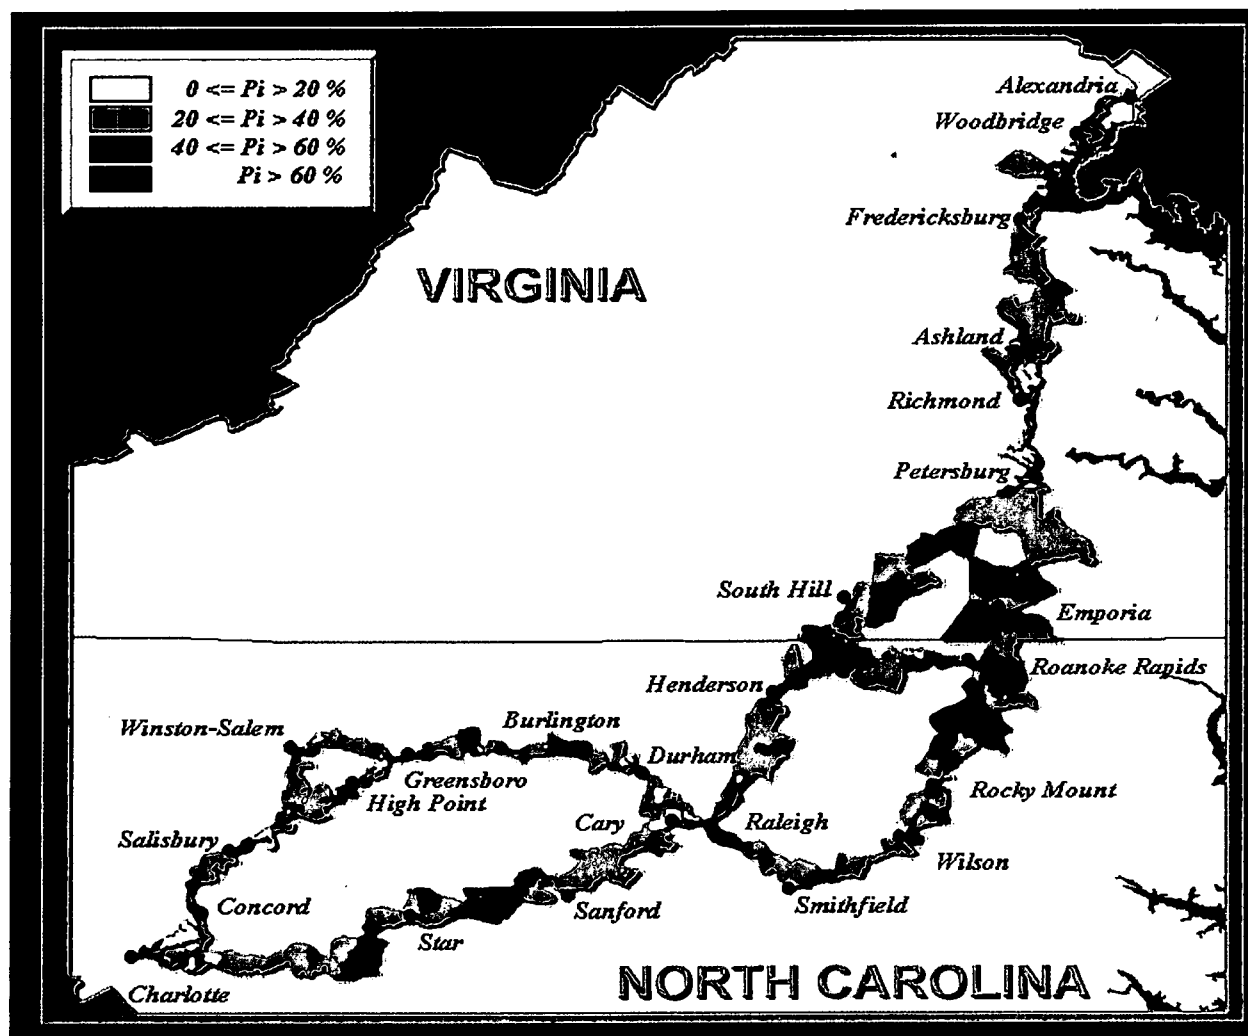 0 <= Pi > 20 %
20 <= Pi > 40 %
40 <= Pi > 60 %
Pi > 60 %
Alexandria
Woodbridge
Fredericksburg
VIRGINIA
Ashland
Richmond
Petersburg
South Hill
Emporia
Roanoke Rapids
Henderson
Winston-Salem
Burlington
Durham
Greensboro
High Point
Rocky Mount
Cary
Raleigh
Salisbury
Wilson
Concord
Sanford
Smithfield
Star
NORTH CAROLINA
Charlotte